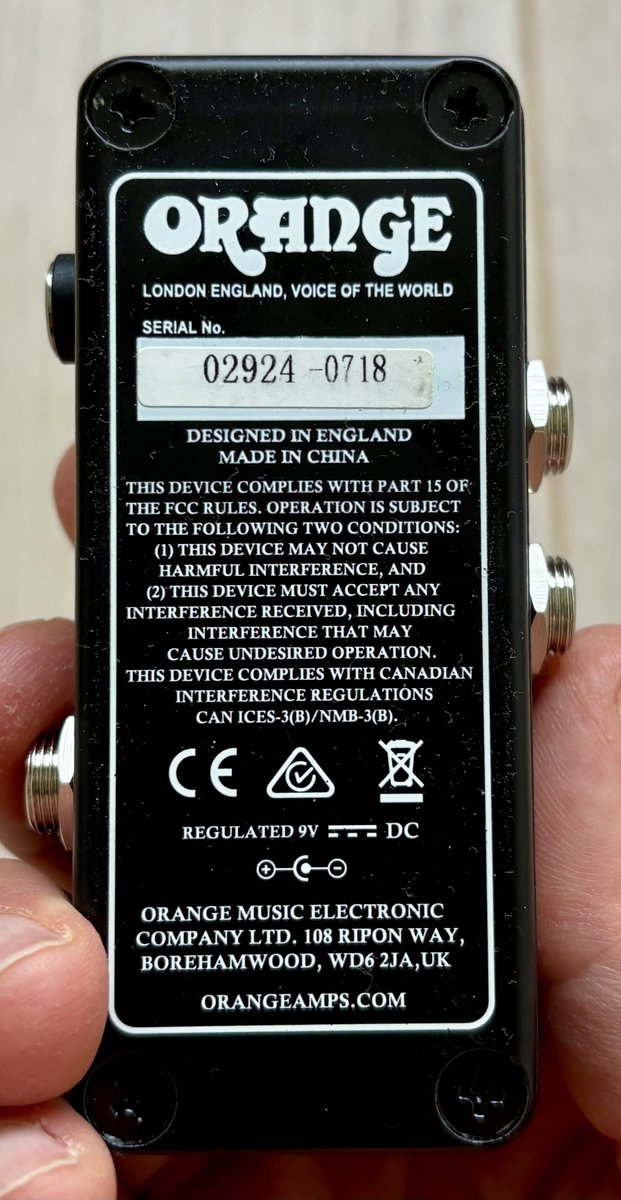 ORANGE
LONDON ENGLAND, VOICE OF THE WORLD
SERIAL No.
02924 -0718
DESIGNED IN ENGLAND
MADE IN CHINA
THIS DEVICE COMPLIES WITH PART 15 OF
THE FCC RULES. OPERATION IS SUBJECT
TO THE FOLLOWING TWO CONDITIONS:
(1) THIS DEVICE MAY NOT CAUSE
HARMFUL INTERFERENCE, AND
(2) THIS DEVICE MUST ACCEPT ANY
INTERFERENCE RECEIVED, INCLUDING
INTERFERENCE THAT MAY
CAUSE UNDESIRED OPERATION.
THIS DEVICE COMPLIES WITH CANADIAN
INTERFERENCE REGULATIONS
CAN ICES-3(B)/NMB-3(B).
CE
REGULATED 9V DC
ORANGE MUSIC ELECTRONIC
COMPANY LTD. 108 RIPON WAY,
BOREHAMWOOD, WD6 2JA,UK
ORANGEAMPS.COM